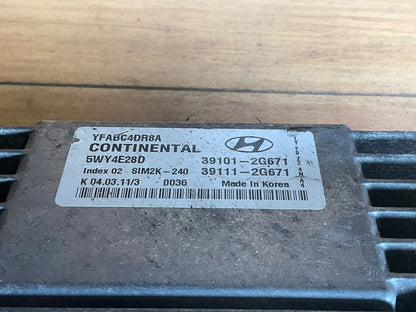 YFABC4DR8A
CONTINENTAL
5WY4E28D 39101-2G671
Index 02 SIM2K-240 39111-2G671
K 04.03.11/3 0036 Made In Korea